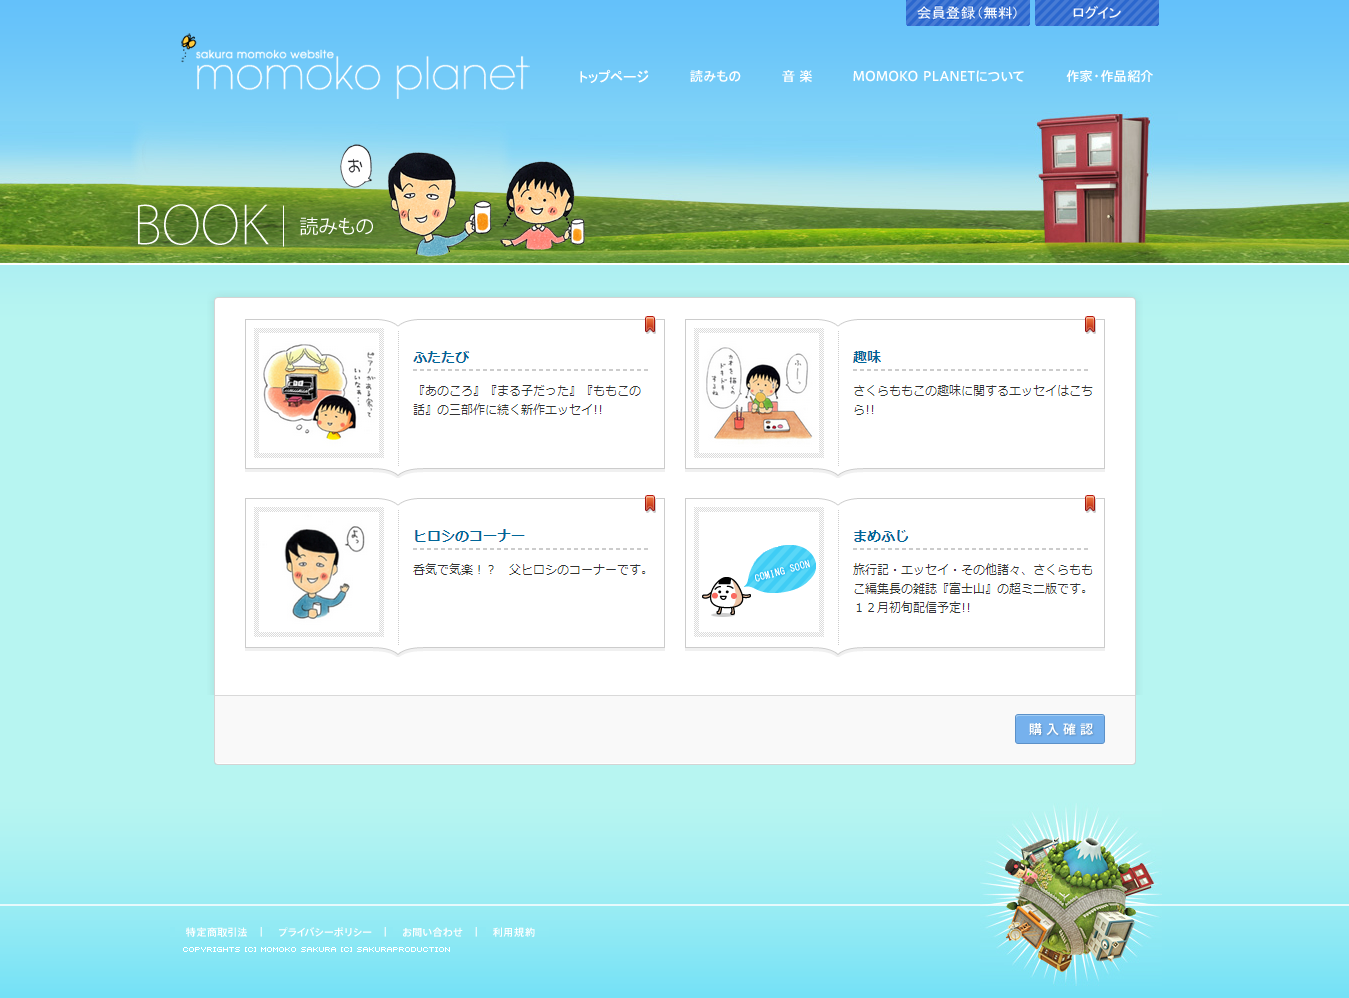 会員登録(無料)
ログイン
sakura momoko website
momoko planet
トップページ
読みもの
音楽
MOMOKO PLANETについて
作家・作品紹介
お
BOOK
読みもの
ピアノがある家って
いいなぁ…
ふたたび
『あのころ』『まる子だった』『ももこの
話』の三部作に続く新作エッセイ!!
趣味
さくらももこの趣味に関するエッセイはこち
ら!!
よっ
ヒロシのコーナー
呑気で気楽！？　父ヒロシのコーナーです。
COMING SOON
まめふじ
旅行記・エッセイ・その他諸々、さくらもも
こ編集長の雑誌『富士山』の超ミニ版です。
１２月初旬配信予定!!
購入確認
特定商取引法
プライバシーポリシー
お問い合わせ
利用規約
COPYRIGHTS (C) MOMOKO SAKURA (C) SAKURAPRODUCTION